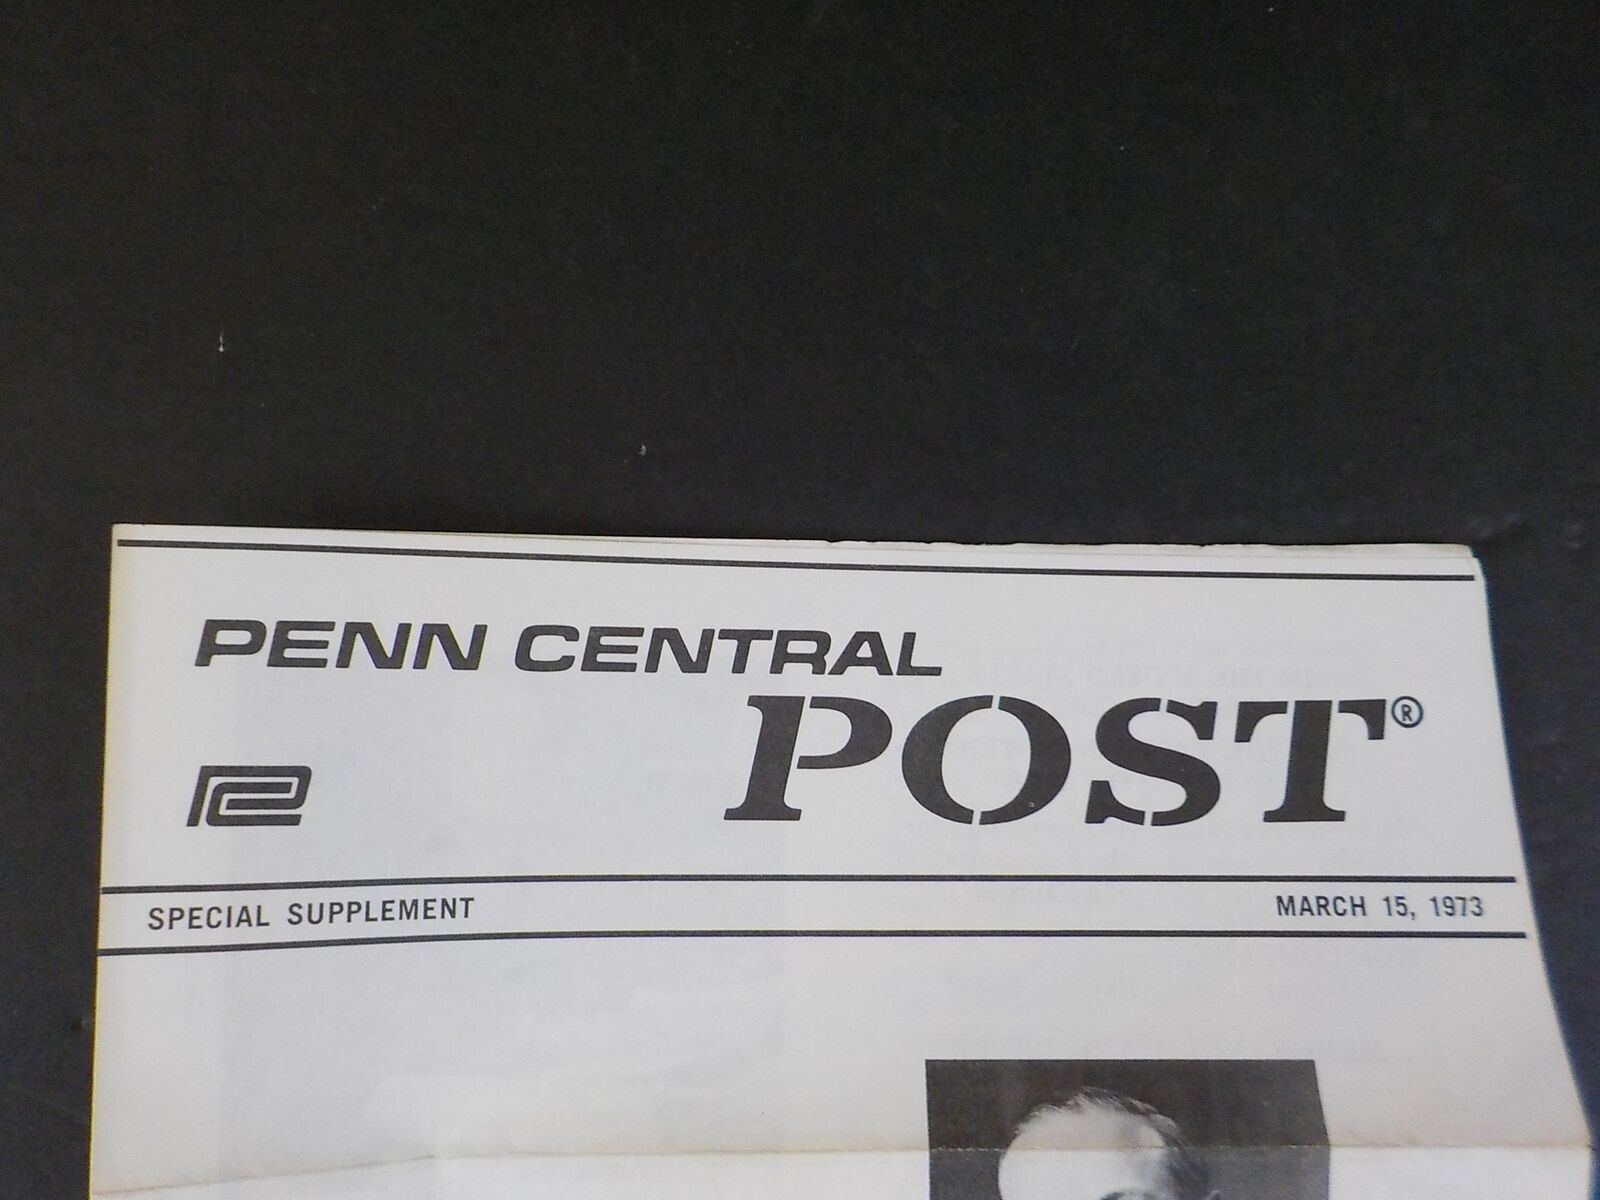 PENN CENTRAL
POST®
SPECIAL SUPPLEMENT
MARCH 15, 1973